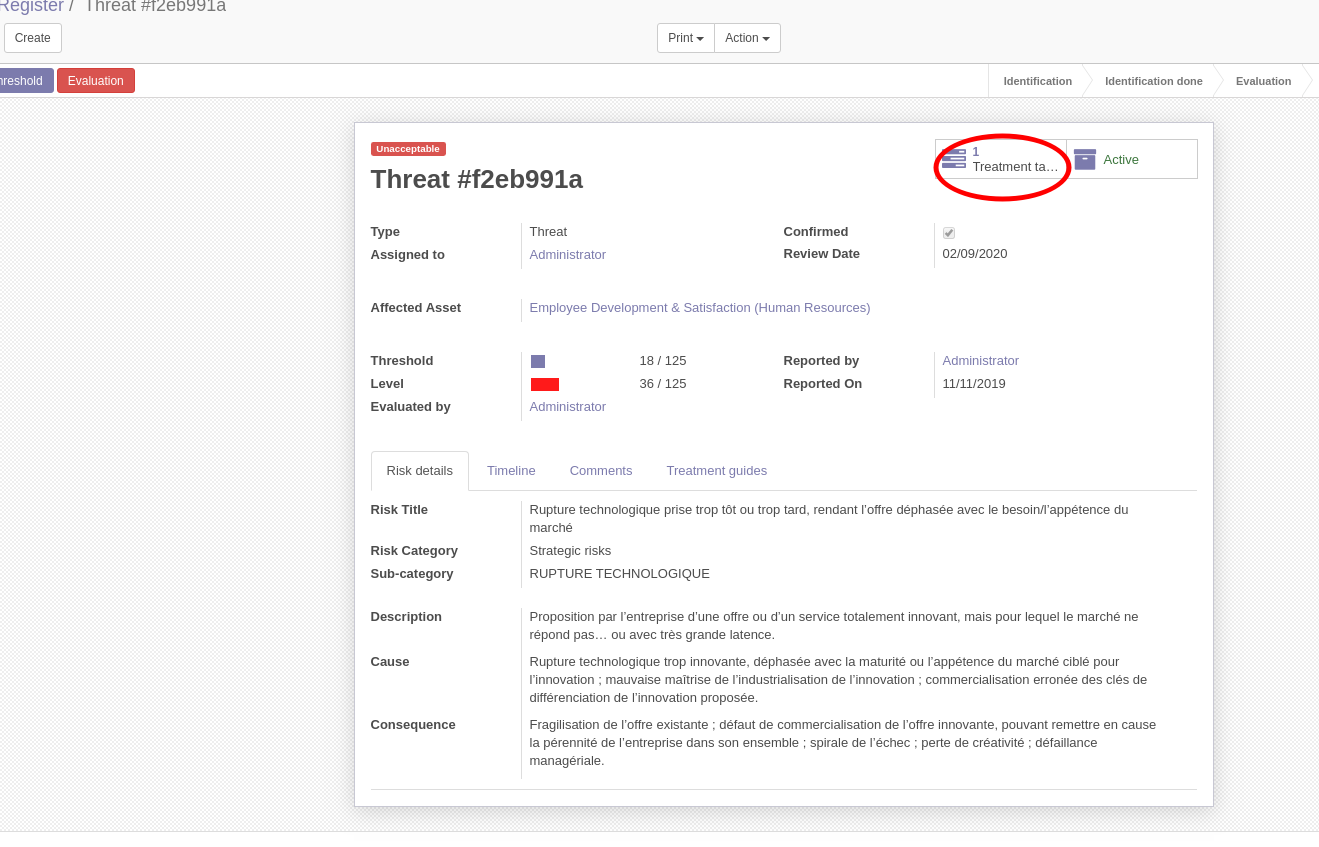 Register / Threat #f2eb991a
Create
Print
Action
hreshold
Evaluation
Identification
Identification done
Evaluation
Unacceptable
1
Treatment ta…
Active
Threat #f2eb991a
Type Threat
Confirmed
Assigned to Administrator
Review Date 02/09/2020
Affected Asset Employee Development & Satisfaction (Human Resources)
Threshold 18 / 125
Reported by Administrator
Level 36 / 125
Reported On 11/11/2019
Evaluated by Administrator
Risk details
Timeline
Comments
Treatment guides
Risk Title Rupture technologique prise trop tôt ou trop tard, rendant l’offre déphasée avec le besoin/l’appétence du
marché
Risk Category Strategic risks
Sub-category RUPTURE TECHNOLOGIQUE
Description Proposition par l’entreprise d’une offre ou d’un service totalement innovant, mais pour lequel le marché ne
répond pas… ou avec très grande latence.
Cause Rupture technologique trop innovante, déphasée avec la maturité ou l’appétence du marché ciblé pour
l’innovation ; mauvaise maîtrise de l’industrialisation de l’innovation ; commercialisation erronée des clés de
différenciation de l’innovation proposée.
Consequence Fragilisation de l’offre existante ; défaut de commercialisation de l’offre innovante, pouvant remettre en cause
la pérennité de l’entreprise dans son ensemble ; spirale de l’échec ; perte de créativité ; défaillance
managériale.